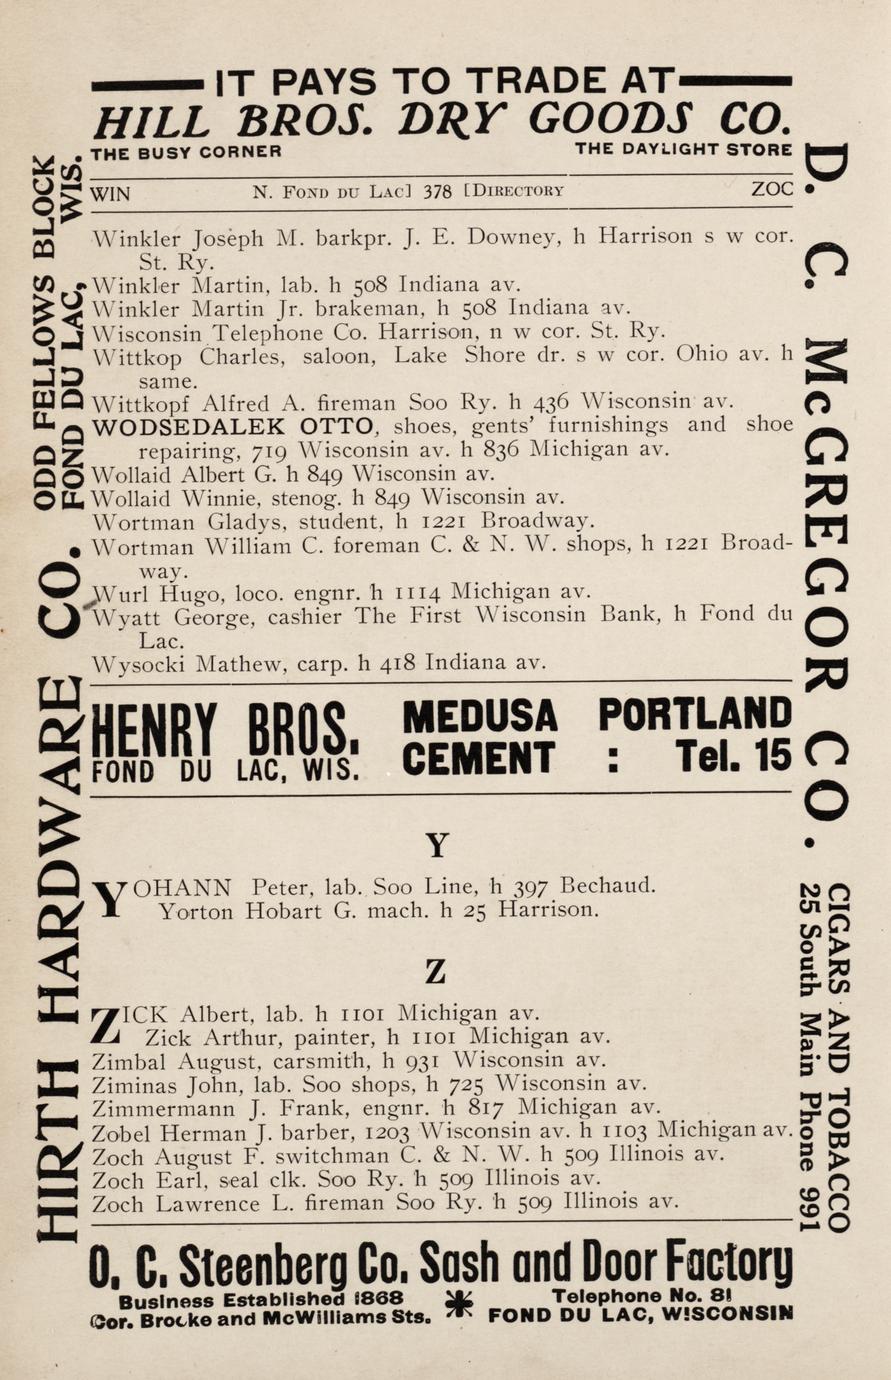 IT PAYS TO TRADE AT
HILL BROS. DRY GOODS CO.
THE BUSY CORNER THE DAYLIGHT STORE
WIN N. FOND DU LAC] 378 [DIRECTORY ZOC
Winkler Joseph M. barkpr. J. E. Downey, h Harrison s w cor.
St. Ry.
Winkler Martin, lab. h 508 Indiana av.
Winkler Martin Jr. brakeman, h 508 Indiana av.
Wisconsin Telephone Co. Harrison, n w cor. St. Ry.
Wittkop Charles, saloon, Lake Shore dr. s w cor. Ohio av. h
same.
Wittkopf Alfred A. fireman Soo Ry. h 436 Wisconsin av.
WODSEDALEK OTTO, shoes, gents' furnishings and shoe
repairing, 719 Wisconsin av. h 836 Michigan av.
Wollaid Albert G. h 849 Wisconsin av.
Wollaid Winnie, stenog. h 849 Wisconsin av.
Wortman Gladys, student, h 1221 Broadway.
Wortman William C. foreman C. & N. W. shops, h 1221 Broad-
way.
Wurl Hugo, loco. engnr. h 1114 Michigan av.
Wyatt George, cashier The First Wisconsin Bank, h Fond du
Lac.
Wysocki Mathew, carp. h 418 Indiana av.
HENRY BROS. MEDUSA PORTLAND
FOND DU LAC, WIS. CEMENT : Tel. 15
Y
YOHANN Peter, lab. Soo Line, h 397 Bechaud.
Yorton Hobart G. mach. h 25 Harrison.
Z
ZICK Albert, lab. h 1101 Michigan av.
Zick Arthur, painter, h 1101 Michigan av.
Zimbal August, carsmith, h 931 Wisconsin av.
Ziminas John, lab. Soo shops, h 725 Wisconsin av.
Zimmermann J. Frank, engnr. h 817 Michigan av.
Zobel Herman J. barber, 1203 Wisconsin av. h 1103 Michigan av.
Zoch August F. switchman C. & N. W. h 509 Illinois av.
Zoch Earl, seal clk. Soo Ry. h 509 Illinois av.
Zoch Lawrence L. fireman Soo Ry. h 509 Illinois av.
O. C. Steenberg Co. Sash and Door Factory
Business Established 1868 * Telephone No. 81
Cor. Brooke and McWilliams Sts. FOND DU LAC, WISCONSIN
HIRTH HARDWARE CO.
ODD FELLOWS BLOCK
FOND DU LAC, WIS.
D. C. McGREGOR CO.
CIGARS AND TOBACCO
25 South Main Phone 991